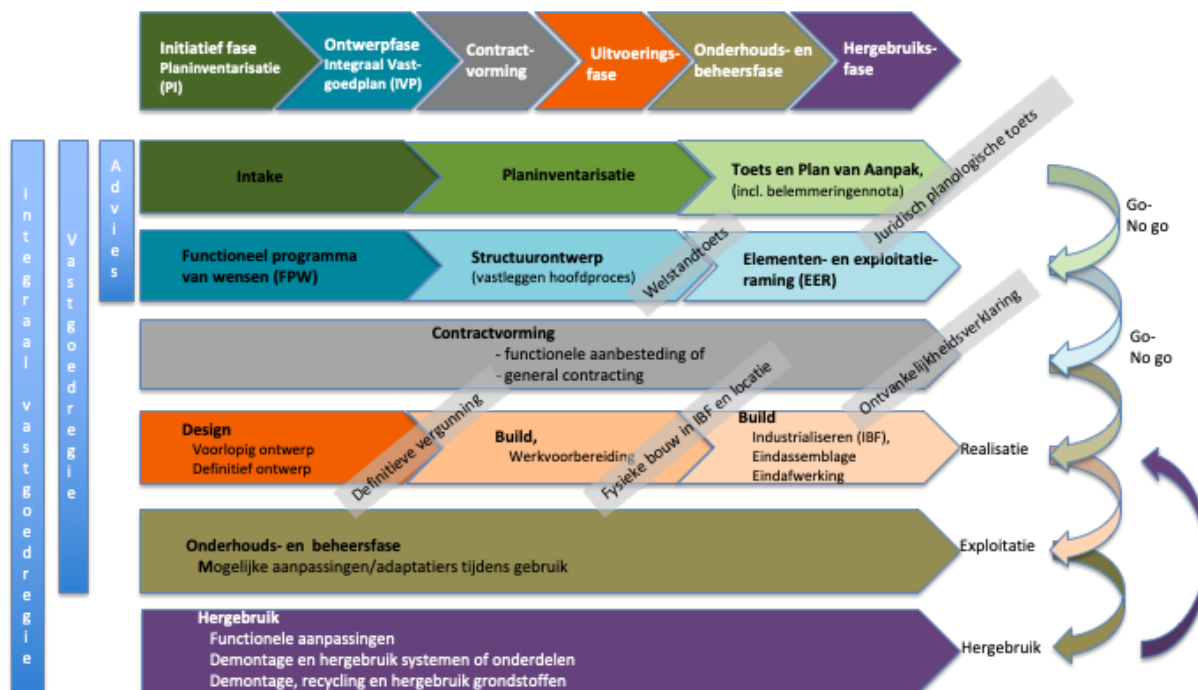 Initiatief fase
Planinventarisatie
(PI)
Ontwerpfase
Integraal Vast-
goedplan (IVP)
Contract-
vorming
Uitvoerings-
fase
Onderhouds- en
beheersfase
Hergebruiks-
fase
Integraal vastgoedregie
Vastgoedregie
Advies
Intake
Planinventarisatie
Toets en Plan van Aanpak,
(incl. belemmeringennota)
Juridisch planologische toets
Go-
No go
Functioneel programma
van wensen (FPW)
Structuurontwerp
(vastleggen hoofdproces)
Welstandtoets
Elementen- en exploitatie-
raming (EER)
Contractvorming
- functionele aanbesteding of
- general contracting
Ontvankelijkheidsverklaring
Go-
No go
Design
Voorlopig ontwerp
Definitief ontwerp
Definitieve vergunning
Build,
Werkvoorbereiding
Fysieke bouw in IBF en locatie
Build
Industrialiseren (IBF),
Eindassemblage
Eindafwerking
Realisatie
Onderhouds- en beheersfase
Mogelijke aanpassingen/adaptatiers tijdens gebruik
Exploitatie
Hergebruik
Functionele aanpassingen
Demontage en hergebruik systemen of onderdelen
Demontage, recycling en hergebruik grondstoffen
Hergebruik